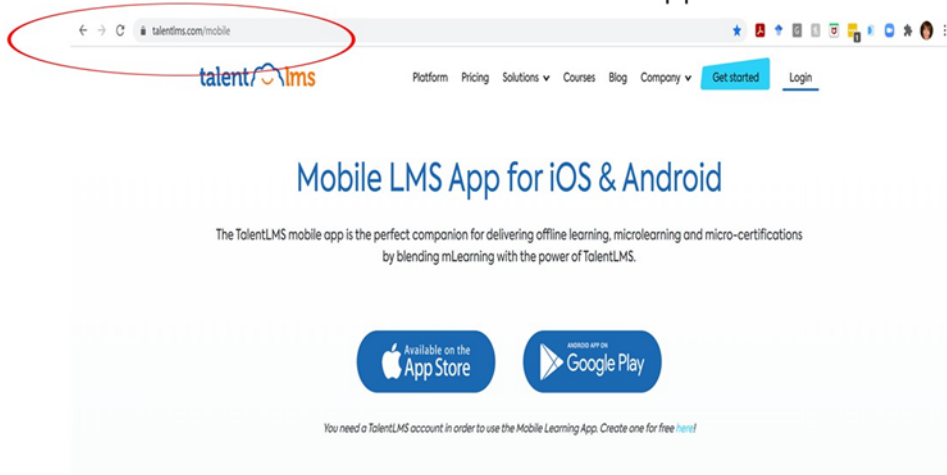 talentlms.com/mobile
talentlms
Platform Pricing Solutions Courses Blog Company Get started Login
Mobile LMS App for iOS & Android
The TalentLMS mobile app is the perfect companion for delivering offline learning, microlearning and micro-certifications
by blending mLearning with the power of TalentLMS.
Available on the
App Store
ANDROID APP ON
Google Play
You need a TalentLMS account in order to use the Mobile Learning App. Create one for free here!